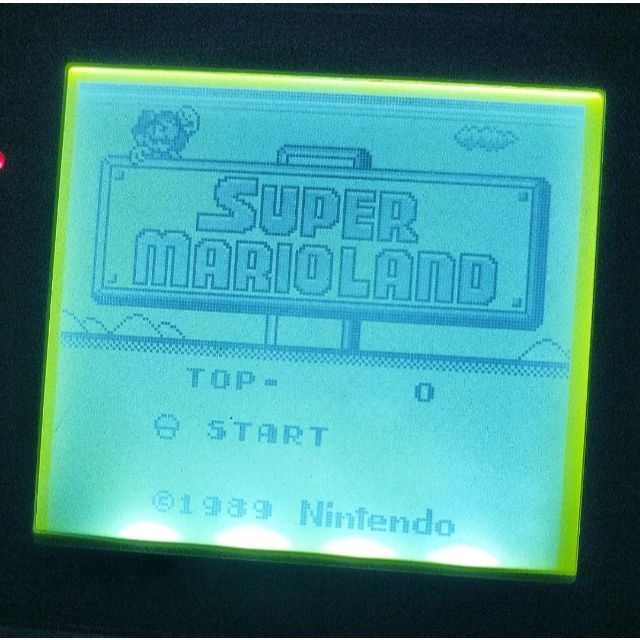 SUPER
MARIOLAND
TOP- 0
START
©1989 Nintendo